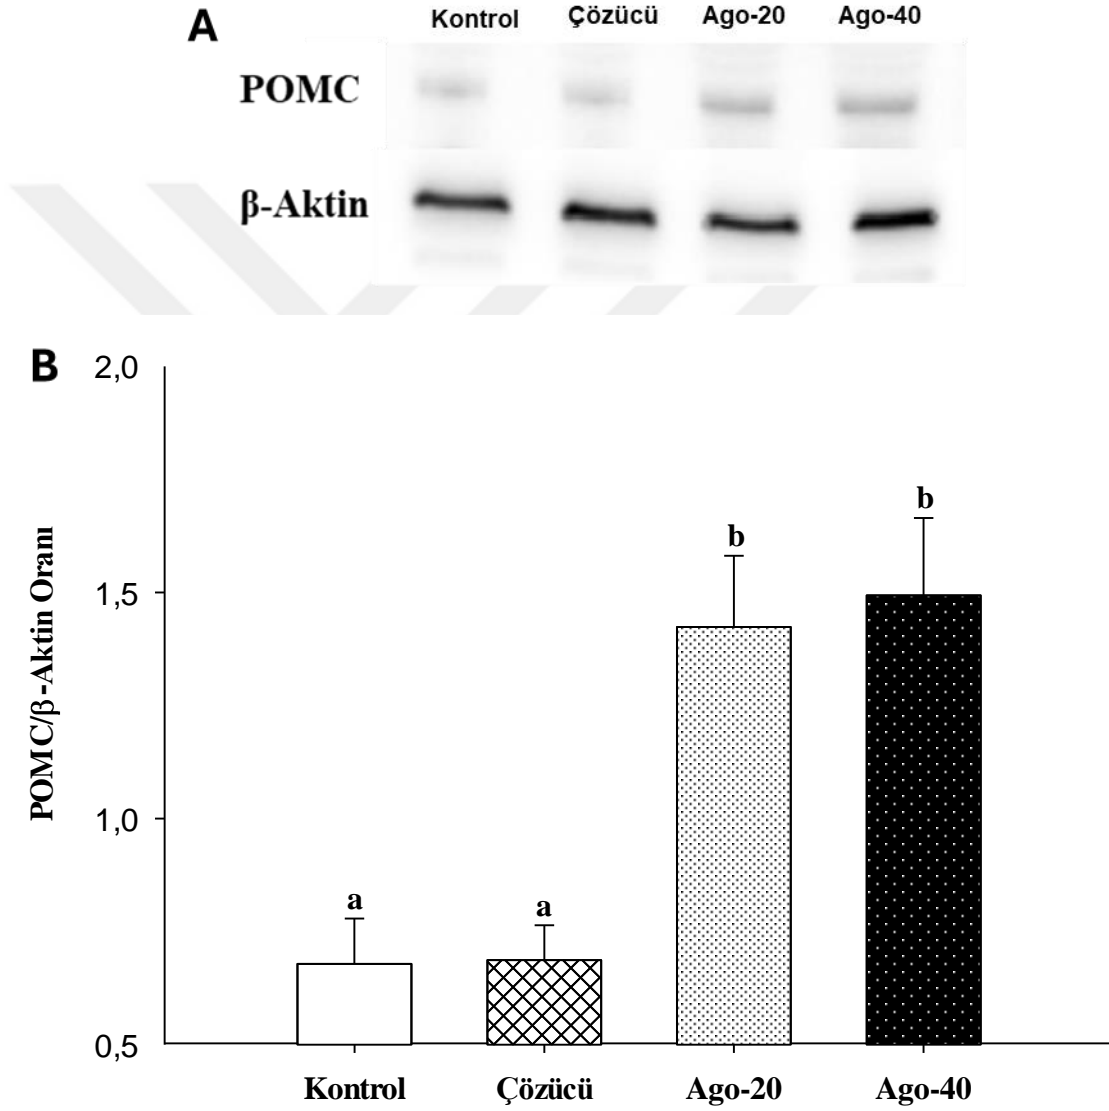 A
Kontrol Çözücü Ago-20 Ago-40
POMC
β-Aktin
B
2,0
1,5
1,0
0,5
POMC/β-Aktin Oranı
a
a
b
b
Kontrol Çözücü Ago-20 Ago-40